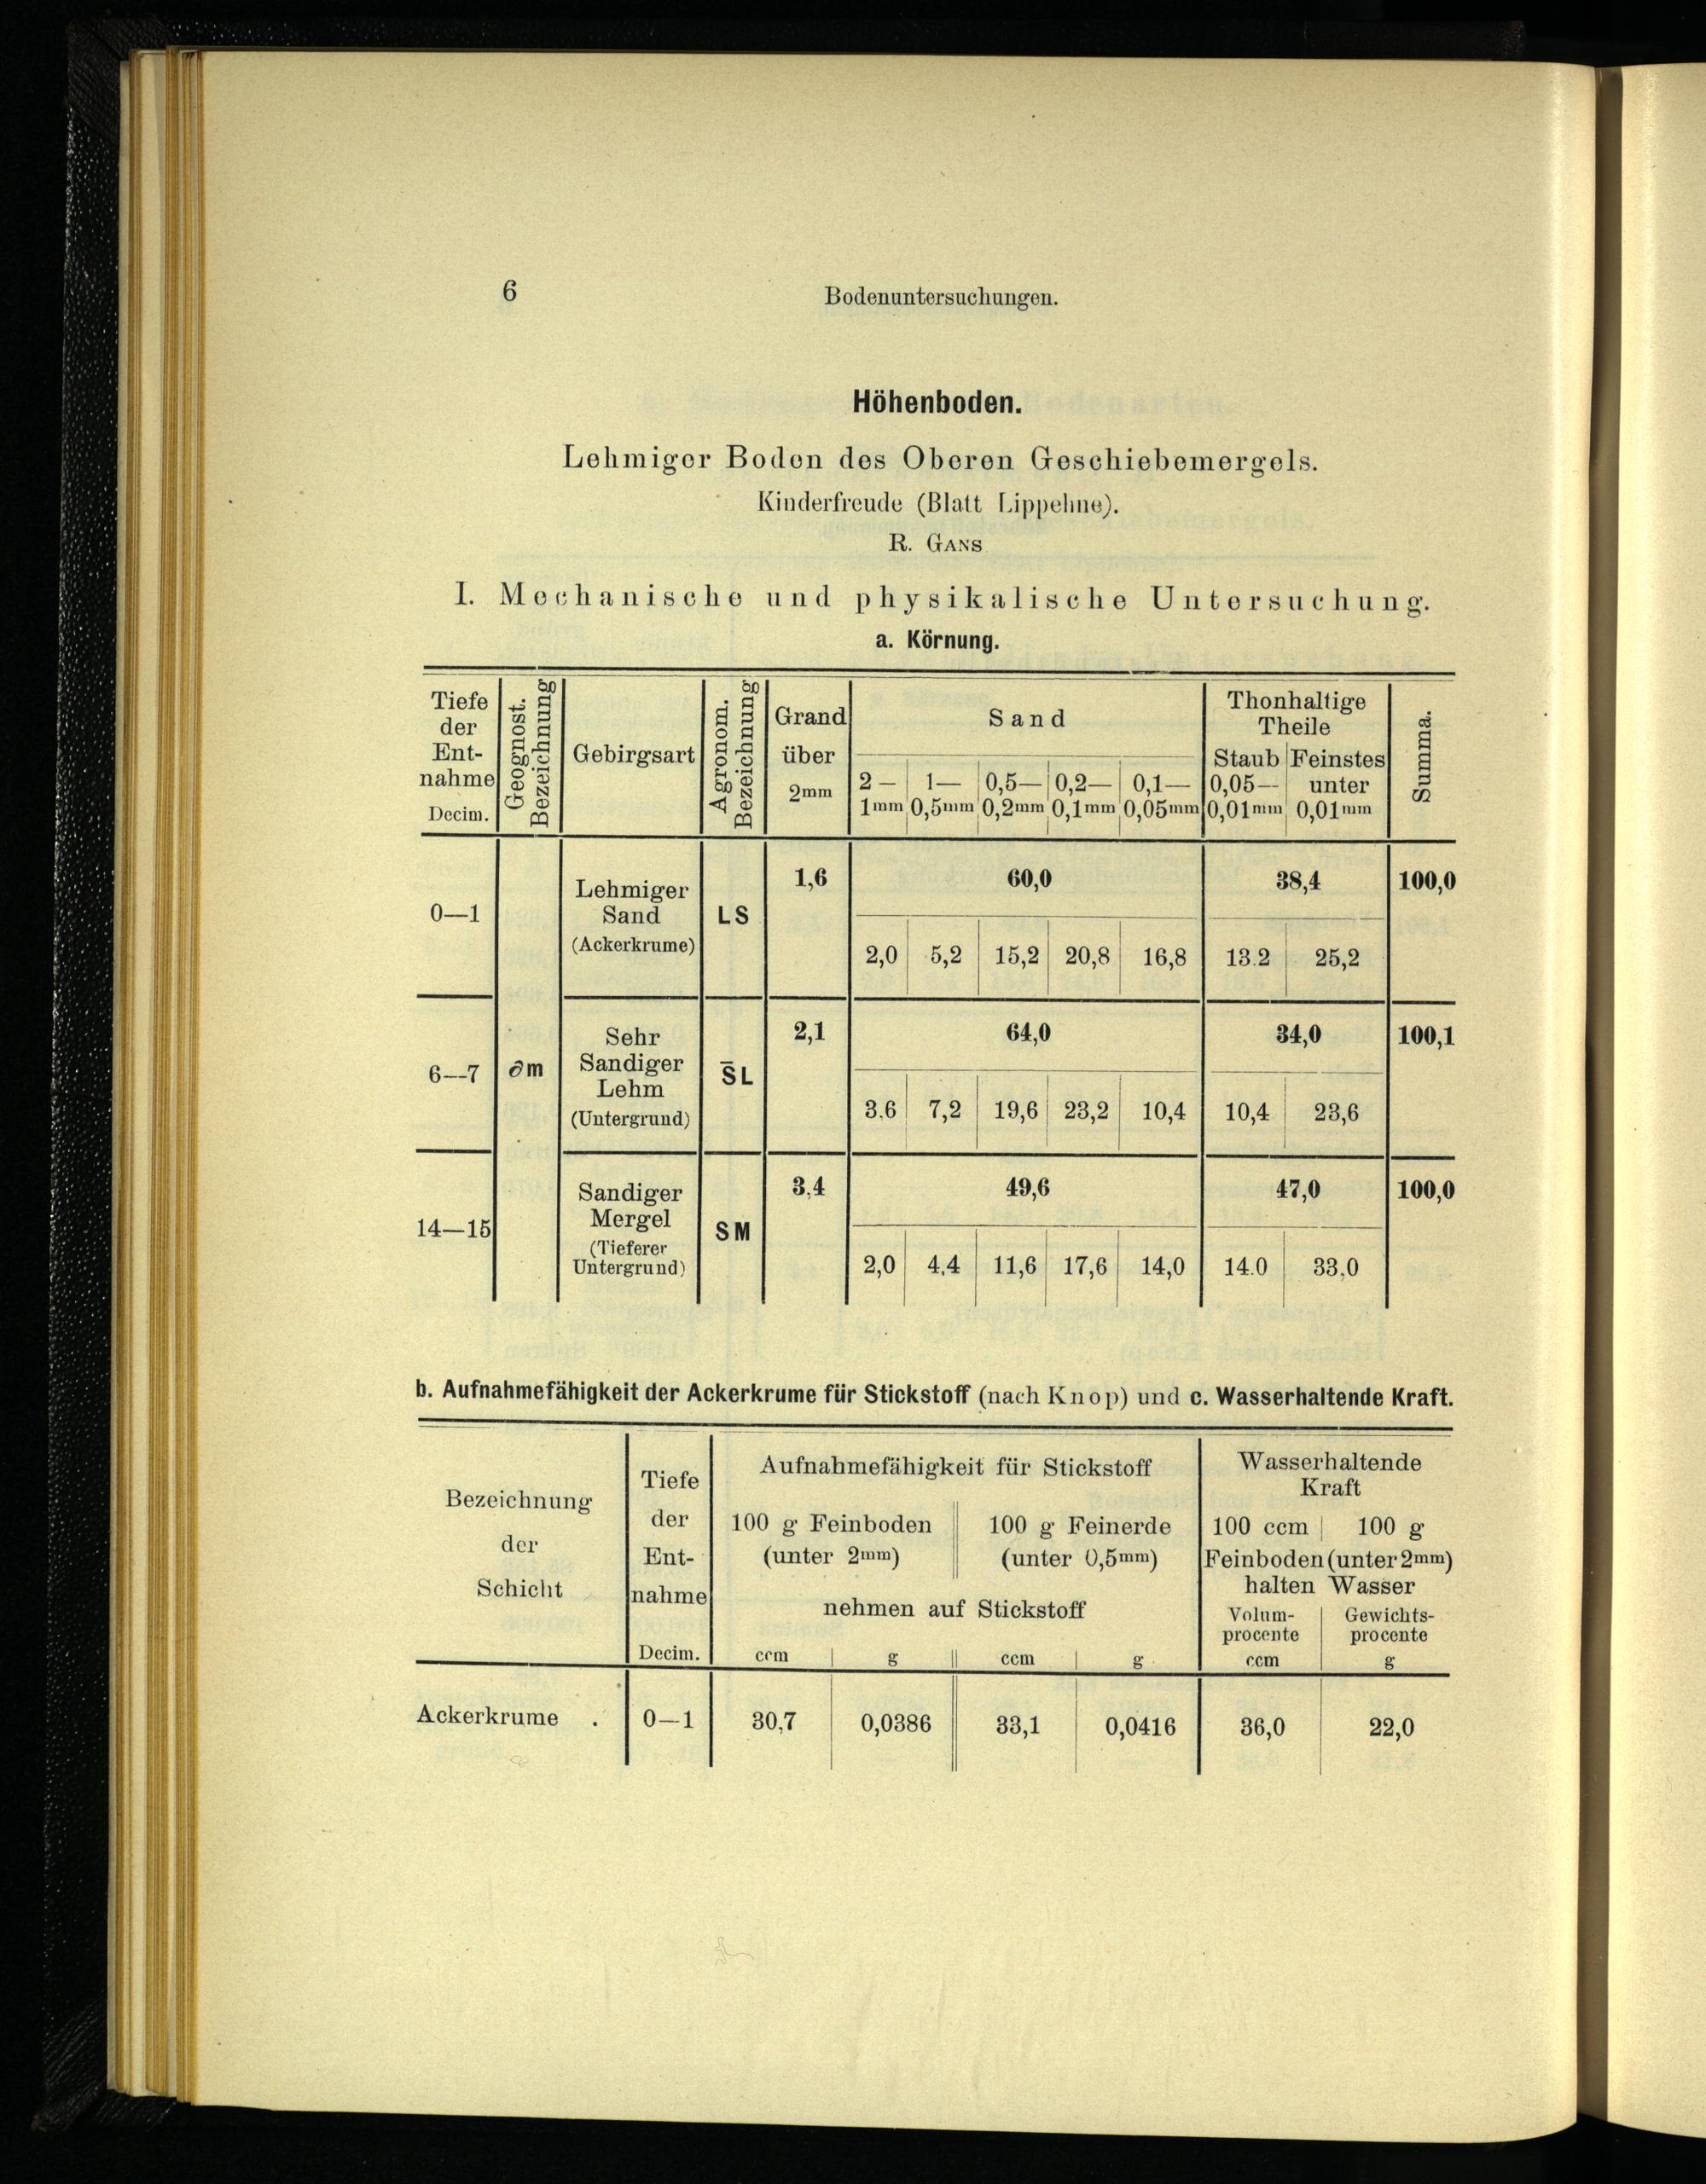 6 Bodenuntersuchungen.
Höhenboden.
Lehmiger Boden des Oberen Geschiebemergels.
Kinderfreude (Blatt Lippehne).
R. GANS
I. Mechanische und physikalische Untersuchung.
a. Körnung.
Tiefe der Ent-nahme Decim. | Geognost. Bezeichnung | Gebirgsart | Agronom. Bezeichnung | Grand über 2mm | Sand | Thonhaltige Theile | Summa.
Staub | Feinstes
2— | 1— | 0,5— | 0,2— | 0,1— | 0,05— | unter
1mm | 0,5mm | 0,2mm | 0,1mm | 0,05mm | 0,01mm | 0,01mm
0—1 | Lehmiger Sand (Ackerkrume) | LS | 1,6 | 60,0 | 38,4 | 100,0
2,0 | 5,2 | 15,2 | 20,8 | 16,8 | 13.2 | 25,2
6—7 | ∂m | Sehr Sandiger Lehm (Untergrund) | S̄L | 2,1 | 64,0 | 34,0 | 100,1
3.6 | 7,2 | 19,6 | 23,2 | 10,4 | 10,4 | 23,6
14—15 | Sandiger Mergel (Tieferer Untergrund) | SM | 3,4 | 49,6 | 47,0 | 100,0
2,0 | 4,4 | 11,6 | 17,6 | 14,0 | 14.0 | 33,0
b. Aufnahmefähigkeit der Ackerkrume für Stickstoff (nach Knop) und c. Wasserhaltende Kraft.
Bezeichnung der Schicht | Tiefe der Ent-nahme Decim. | Aufnahmefähigkeit für Stickstoff | Wasserhaltende Kraft
100 g Feinboden | 100 g Feinerde | 100 ccm | 100 g
(unter 2mm) | (unter 0,5mm) | Feinboden (unter 2mm)
halten Wasser
nehmen auf Stickstoff | Volum-procente | Gewichts-procente
ccm | g | ccm | g | ccm | g
Ackerkrume . | 0—1 | 30,7 | 0,0386 | 33,1 | 0,0416 | 36,0 | 22,0